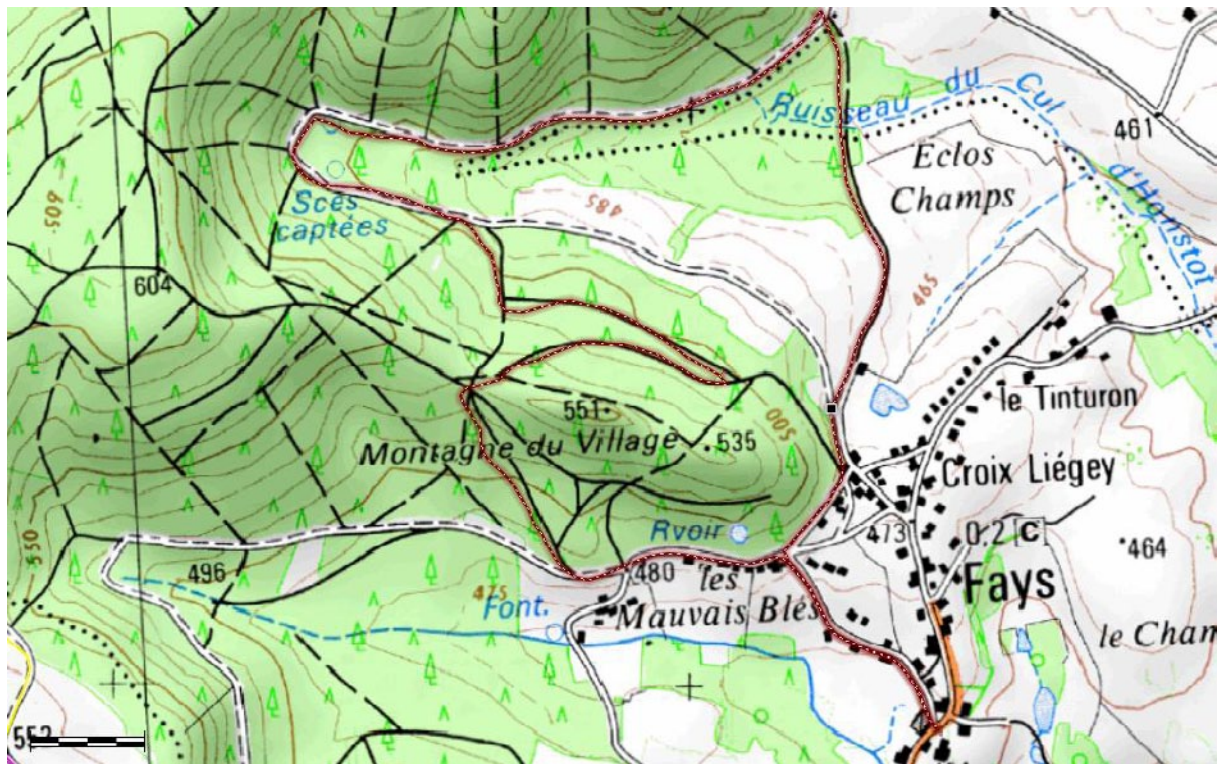 Ruisseau du Cul
d'Honstot
461
Eclos
Champs
509
Sces
captées
485
465
604
551
535
500
le Tinturon
Montagne du Village
Croix Liégey
Rvoir
473
0.2 C
464
550
496
475
480
Font.
les
Mauvais Blés
Fays
le Cham
552